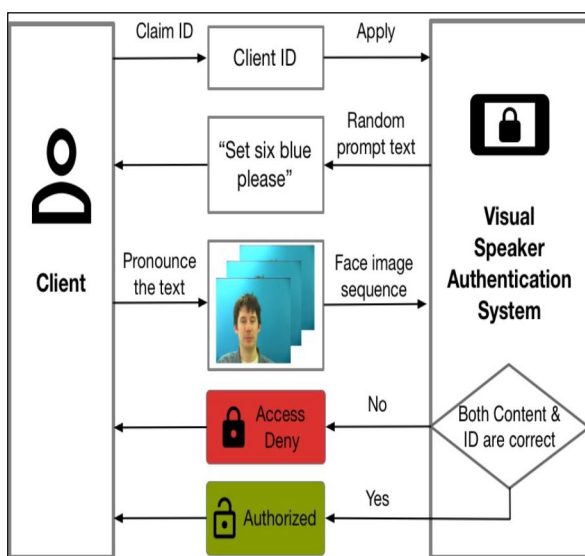 Claim ID
Client ID
Apply
Random
prompt text
“Set six blue
please”
Visual
Speaker
Authentication
System
Client
Pronounce
the text
Face image
sequence
Access
Deny
No
Both Content &
ID are correct
Authorized
Yes